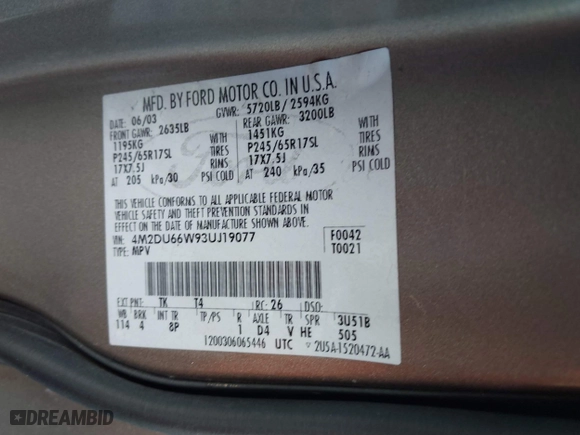 MFD. BY FORD MOTOR CO. IN U.S.A.
DATE 06/03 GVWR: 5720LB / 2594KG
FRONT GAWR: 2635LB REAR GAWR: 3200LB
1195KG WITH 1451KG WITH
P245/65R17SL TIRES P245/65R17SL TIRES
17X7.5J RIMS 17X7.5J RIMS
AT 205 kPa/30 PSI COLD AT 240 kPa/35 PSI COLD
THIS VEHICLE CONFORMS TO ALL APPLICABLE FEDERAL MOTOR
VEHICLE SAFETY AND THEFT PREVENTION STANDARDS IN
EFFECT ON THE DATE OF MANUFACTURE SHOWN ABOVE.
VIN: 4M2DU66W93UJ19077 F0042
TYPE: MPV T0021
EXT PNT: TK T4 RC: 26 DSO:
WB BRK INT TR TP/PS R AXLE TR SPR 3U51B
114 4 8P 1 D4 V HE 505
1200306065446 UTC 2U5A-1520472-AA
Ford
DREAMBID